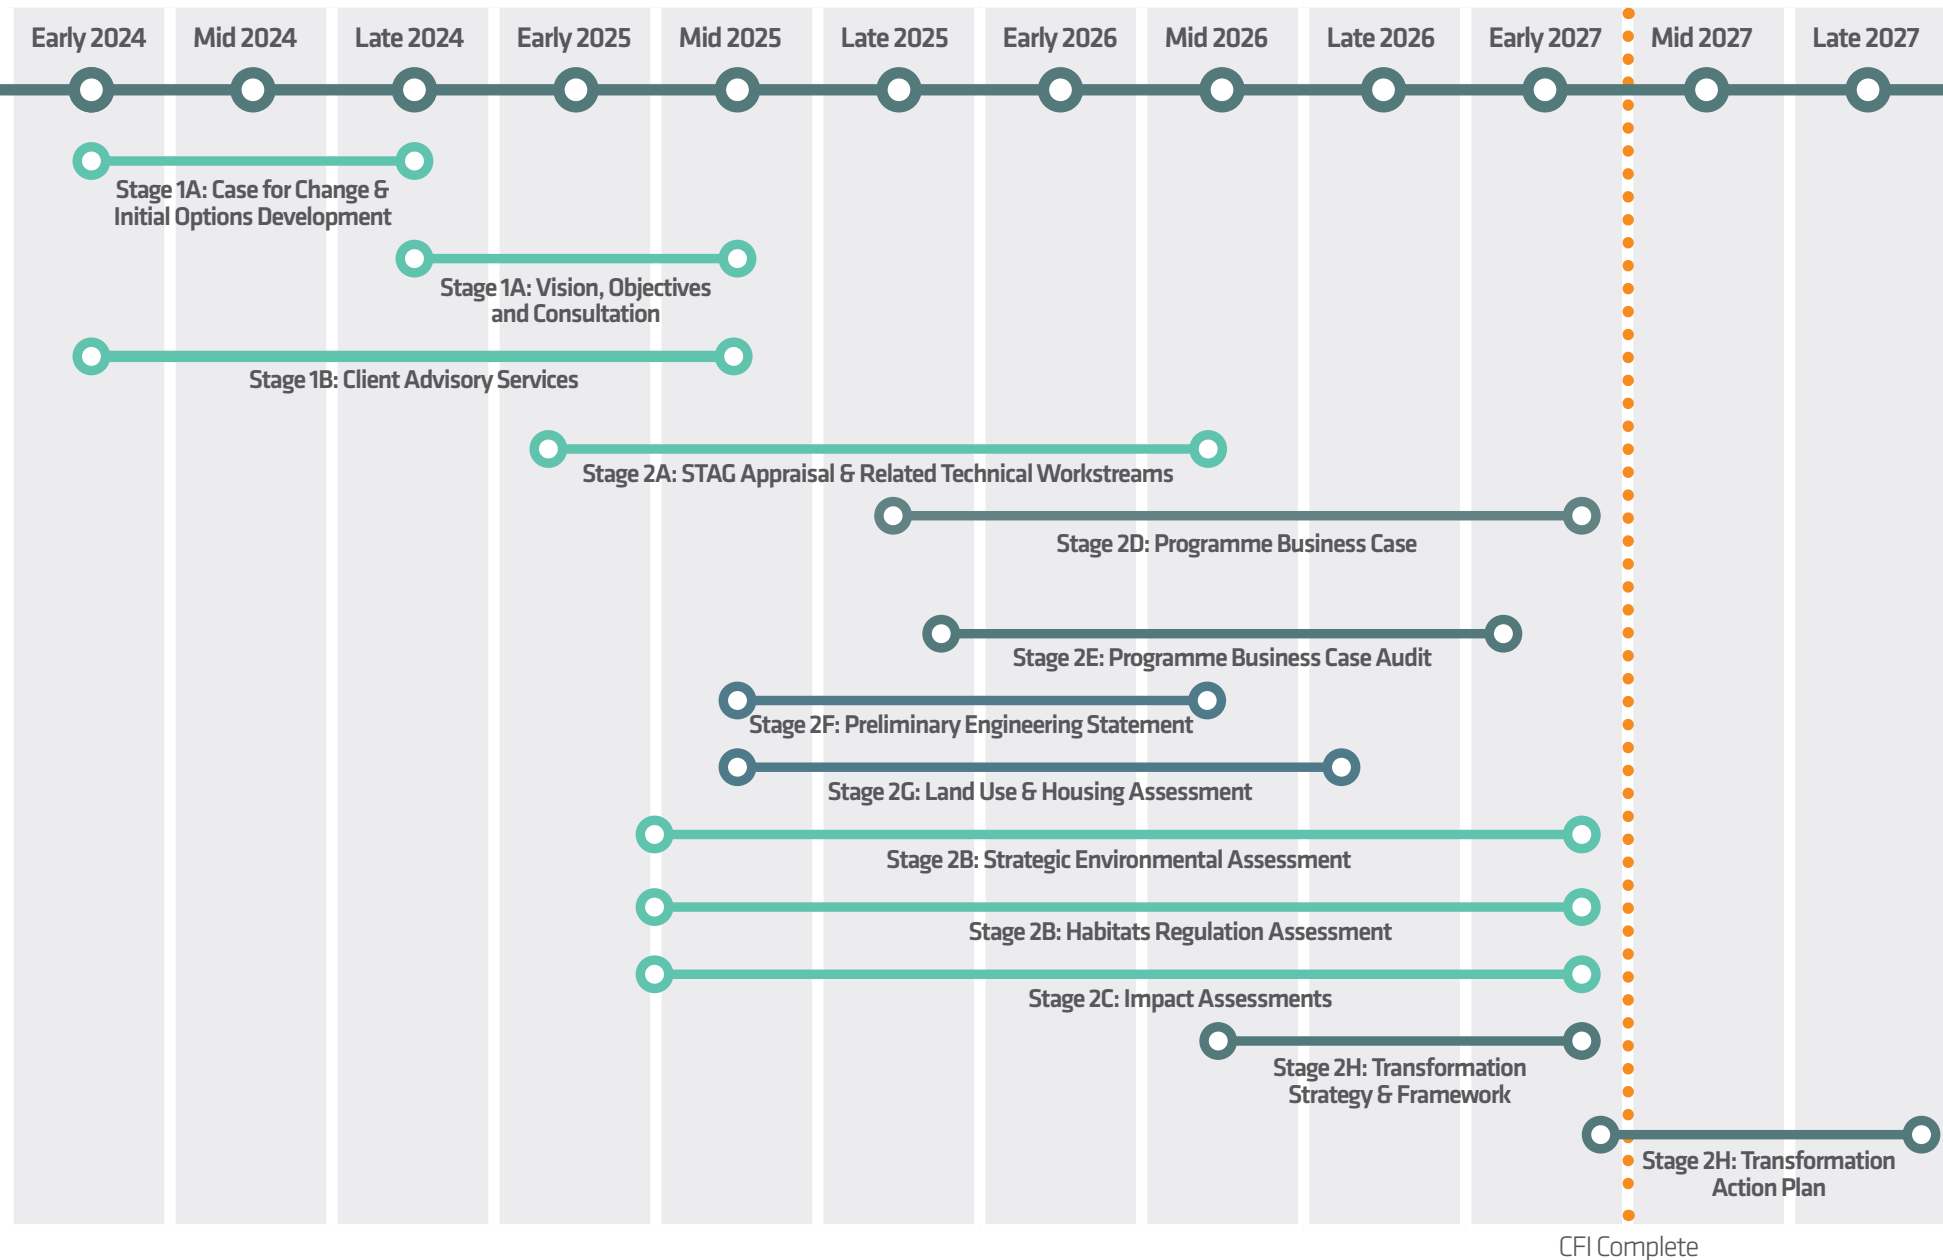 Early 2024
Mid 2024
Late 2024
Early 2025
Mid 2025
Late 2025
Early 2026
Mid 2026
Late 2026
Early 2027
Mid 2027
Late 2027
Stage 1A: Case for Change &
Initial Options Development
Stage 1A: Vision, Objectives
and Consultation
Stage 1B: Client Advisory Services
Stage 2A: STAG Appraisal & Related Technical Workstreams
Stage 2D: Programme Business Case
Stage 2E: Programme Business Case Audit
Stage 2F: Preliminary Engineering Statement
Stage 2G: Land Use & Housing Assessment
Stage 2B: Strategic Environmental Assessment
Stage 2B: Habitats Regulation Assessment
Stage 2C: Impact Assessments
Stage 2H: Transformation
Strategy & Framework
Stage 2H: Transformation
Action Plan
CFI Complete